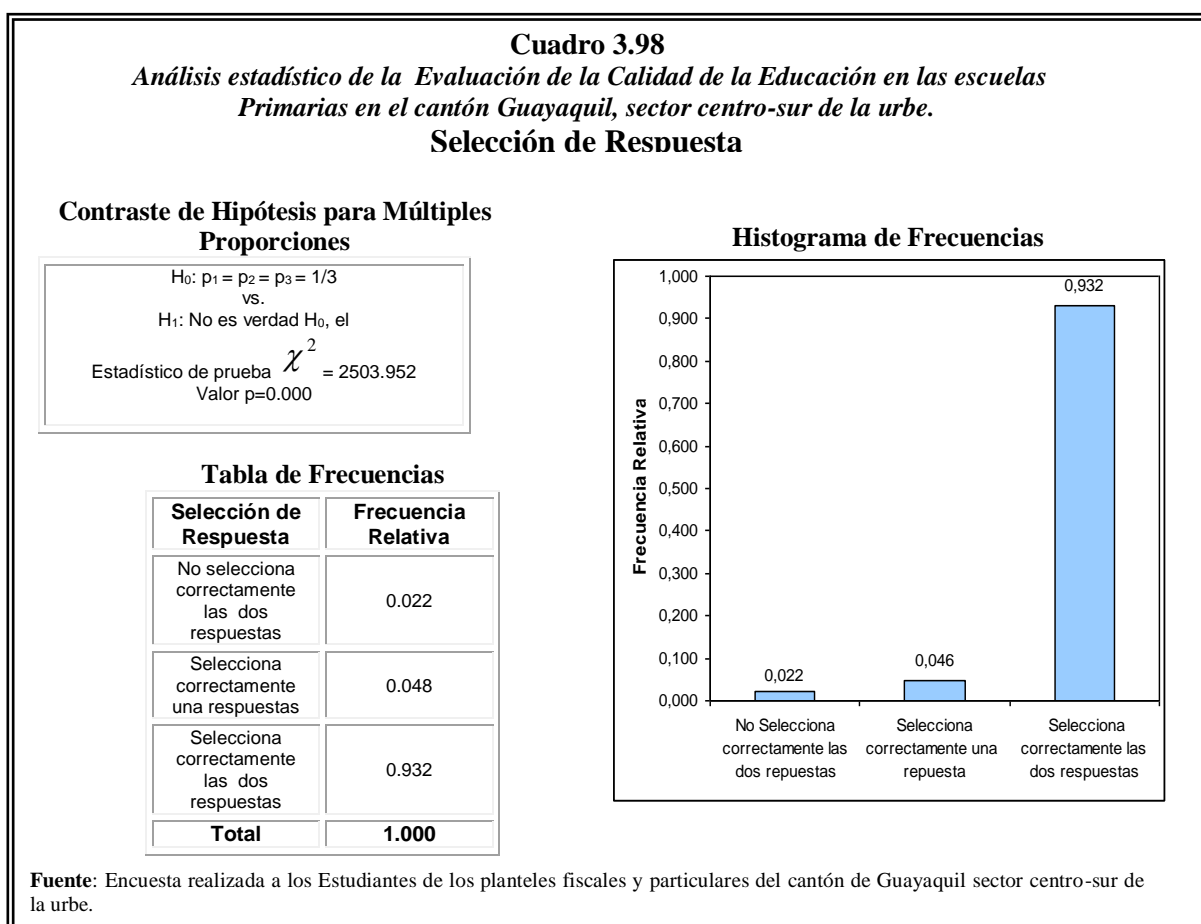 Cuadro 3.98
Análisis estadístico de la Evaluación de la Calidad de la Educación en las escuelas
Primarias en el cantón Guayaquil, sector centro-sur de la urbe.
Selección de Respuesta
Contraste de Hipótesis para Múltiples
Proporciones
H₀: p₁ = p₂ = p₃ = 1/3
vs.
H₁: No es verdad H₀, el
Estadístico de prueba χ² = 2503.952
Valor p=0.000
Tabla de Frecuencias
Selección de
Respuesta
Frecuencia
Relativa
No selecciona
correctamente
las dos
respuestas
0.022
Selecciona
correctamente
una respuestas
0.048
Selecciona
correctamente
las dos
respuestas
0.932
Total
1.000
Histograma de Frecuencias
Frecuencia Relativa
1,000
0,900
0,800
0,700
0,600
0,500
0,400
0,300
0,200
0,100
0,000
0,022
0,046
0,932
No Selecciona
correctamente las
dos repuestas
Selecciona
correctamente una
repuesta
Selecciona
correctamente las
dos respuestas
Fuente: Encuesta realizada a los Estudiantes de los planteles fiscales y particulares del cantón de Guayaquil sector centro-sur de
la urbe.